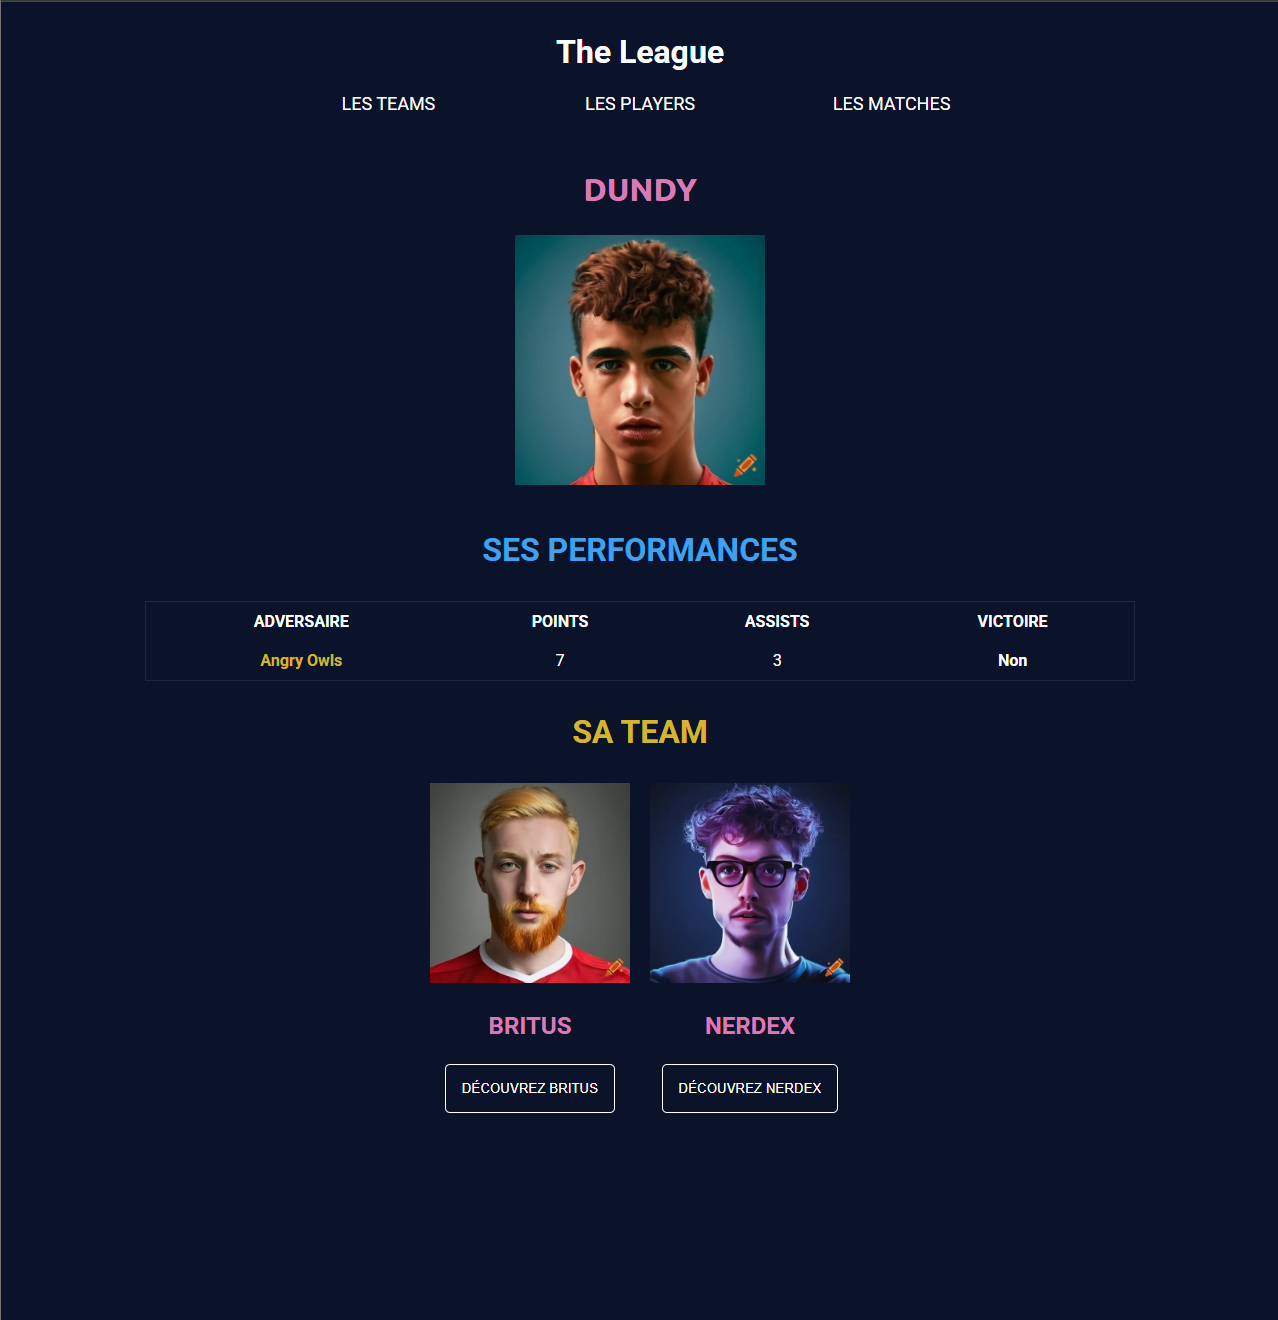 The League
LES TEAMS LES PLAYERS LES MATCHES
DUNDY
SES PERFORMANCES
ADVERSAIRE POINTS ASSISTS VICTOIRE
Angry Owls 7 3 Non
SA TEAM
BRITUS NERDEX
DÉCOUVREZ BRITUS DÉCOUVREZ NERDEX